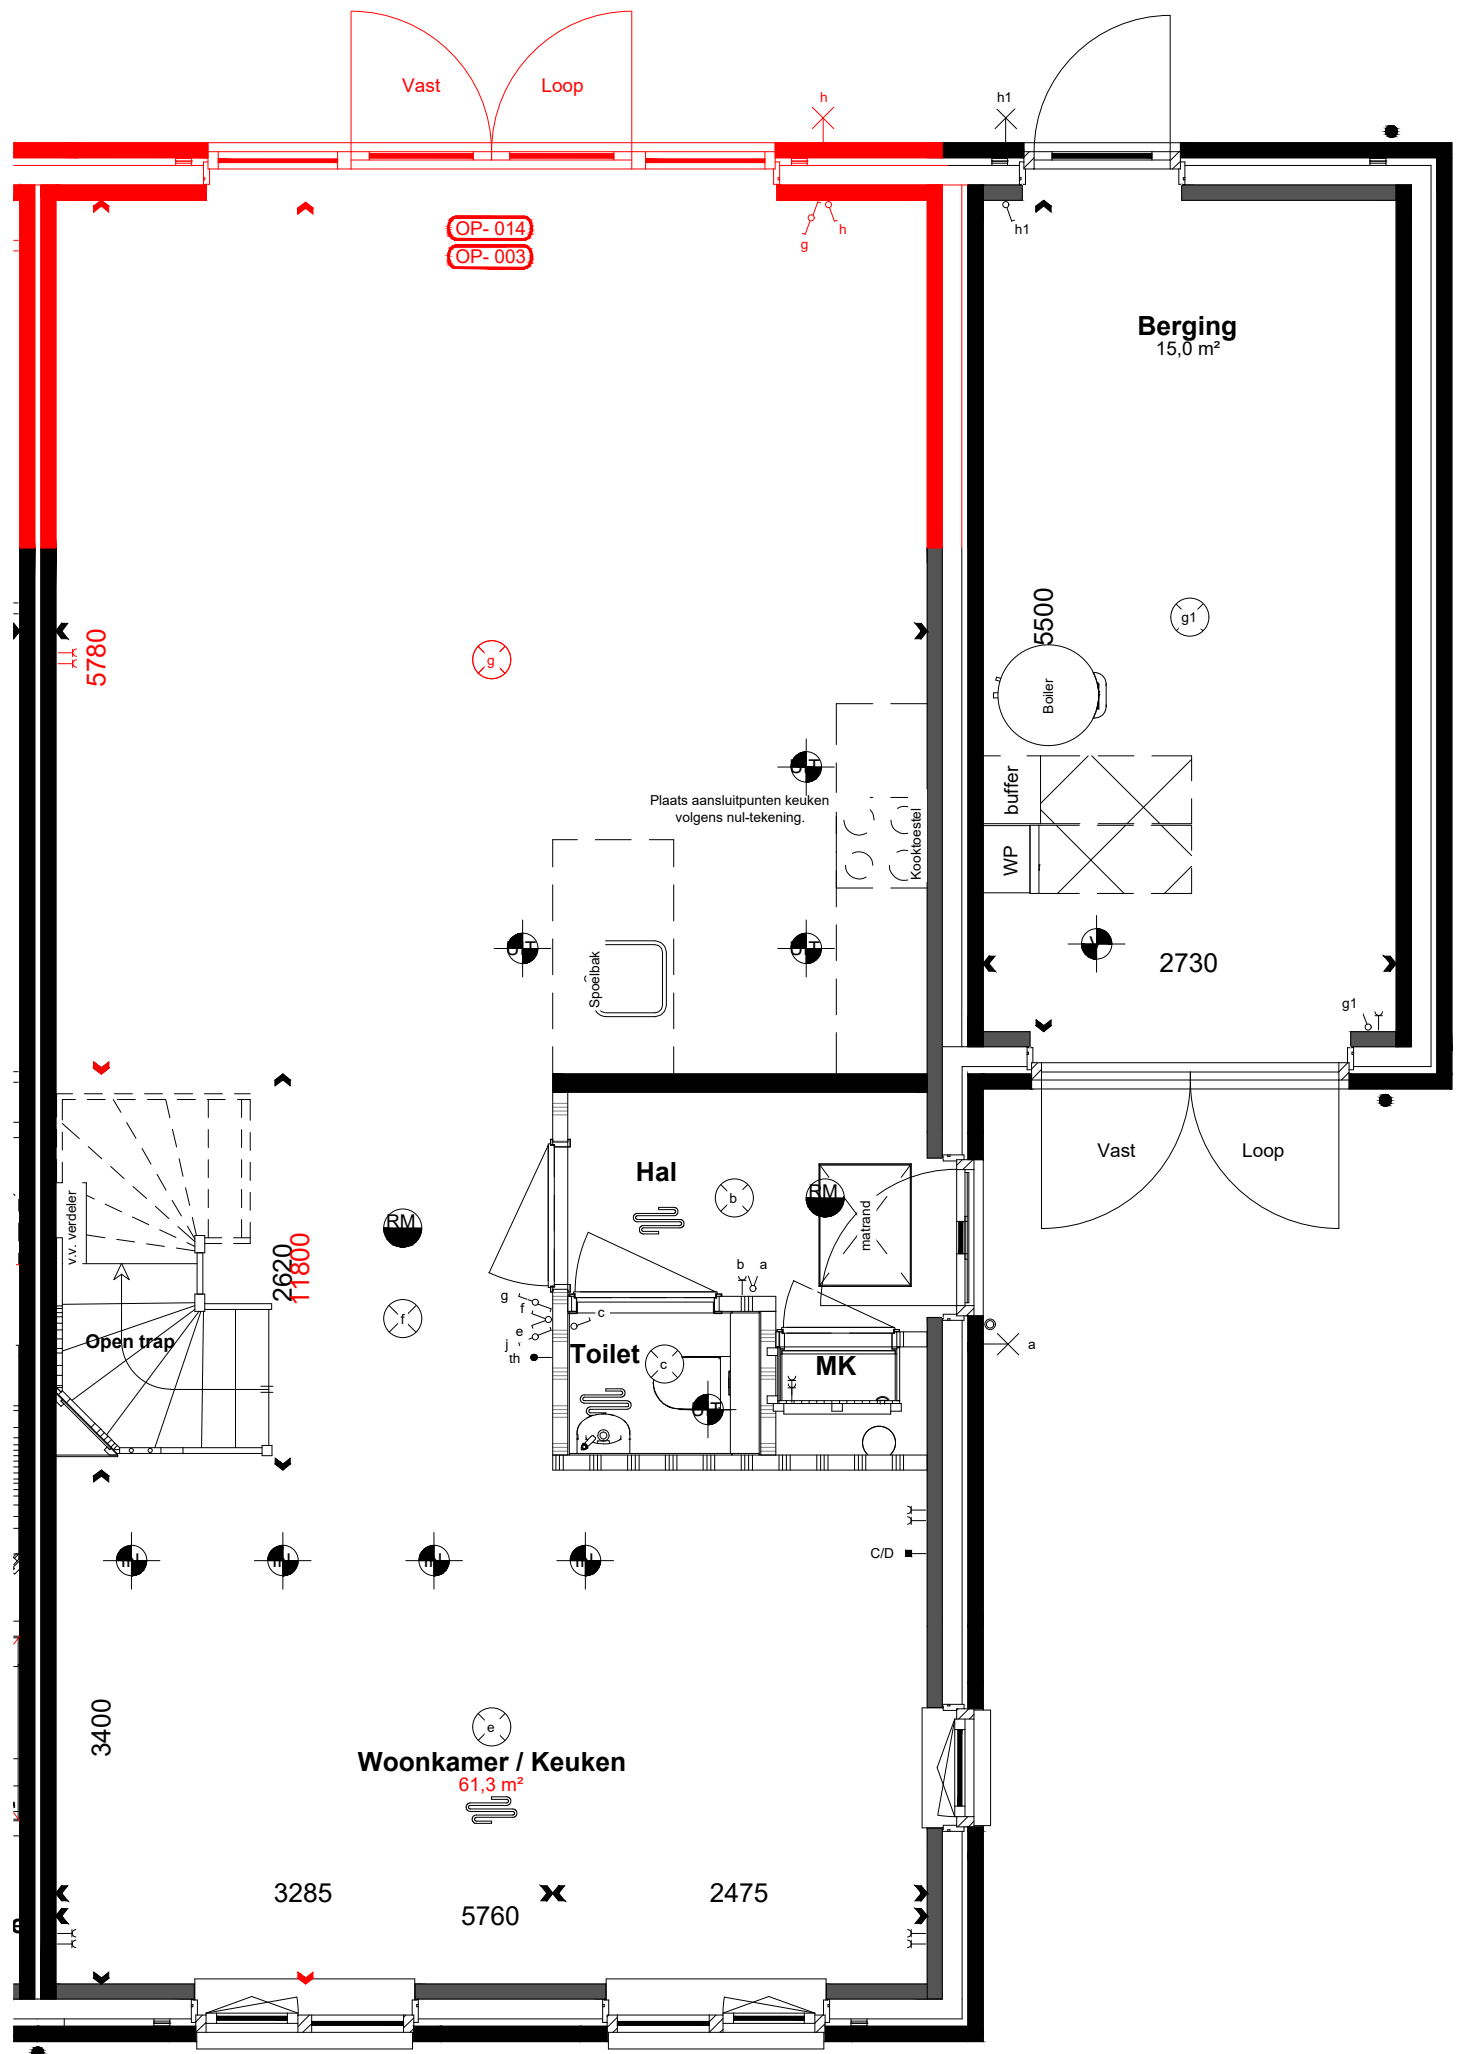 Vast
Loop
h
h1
OP- 014
OP- 003
g
h
h1
Berging
15,0 m²
5780
g
5500
g1
Boiler
Plaats aansluitpunten keuken
volgens nul-tekening.
Kooktoestel
buffer
WP
Spoelbak
2730
g1
Hal
Vast
Loop
v.v. verdeler
RM
b
RM
matrand
2620
11800
b
a
g
f
e
j
th
c
f
Open trap
Toilet
c
MK
a
C/D
3400
e
Woonkamer / Keuken
61,3 m²
3285
2475
5760